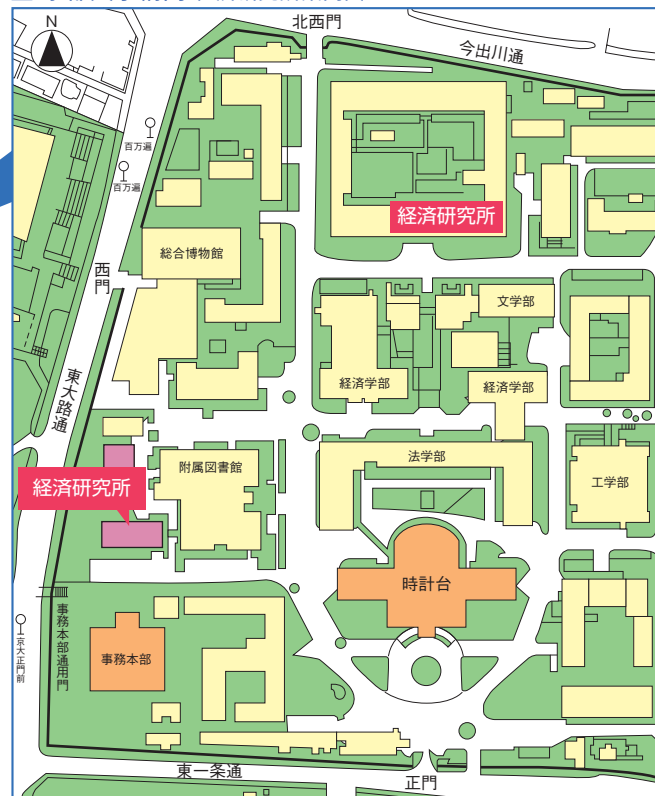 北西門
N
今出川通
百万遍
百万遍
経済研究所
総合博物館
西門
文学部
東大路通
経済学部
経済学部
法学部
附属図書館
工学部
経済研究所
時計台
事務本部通用門
京大正門前
事務本部
東一条通
正門